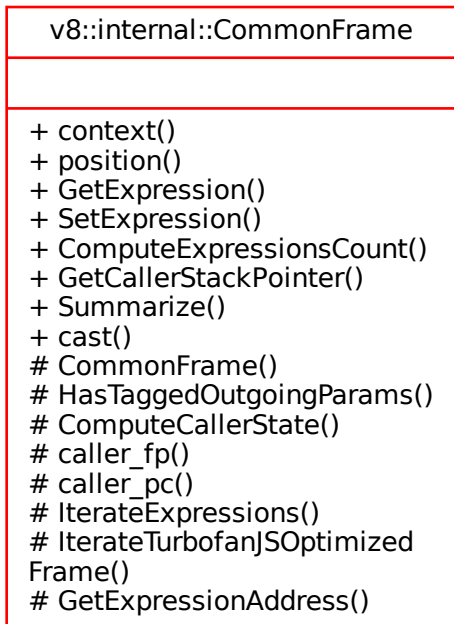 v8::internal::CommonFrame
+ context()
+ position()
+ GetExpression()
+ SetExpression()
+ ComputeExpressionsCount()
+ GetCallerStackPointer()
+ Summarize()
+ cast()
# CommonFrame()
# HasTaggedOutgoingParams()
# ComputeCallerState()
# caller_fp()
# caller_pc()
# IterateExpressions()
# IterateTurbofanJSOptimized
Frame()
# GetExpressionAddress()